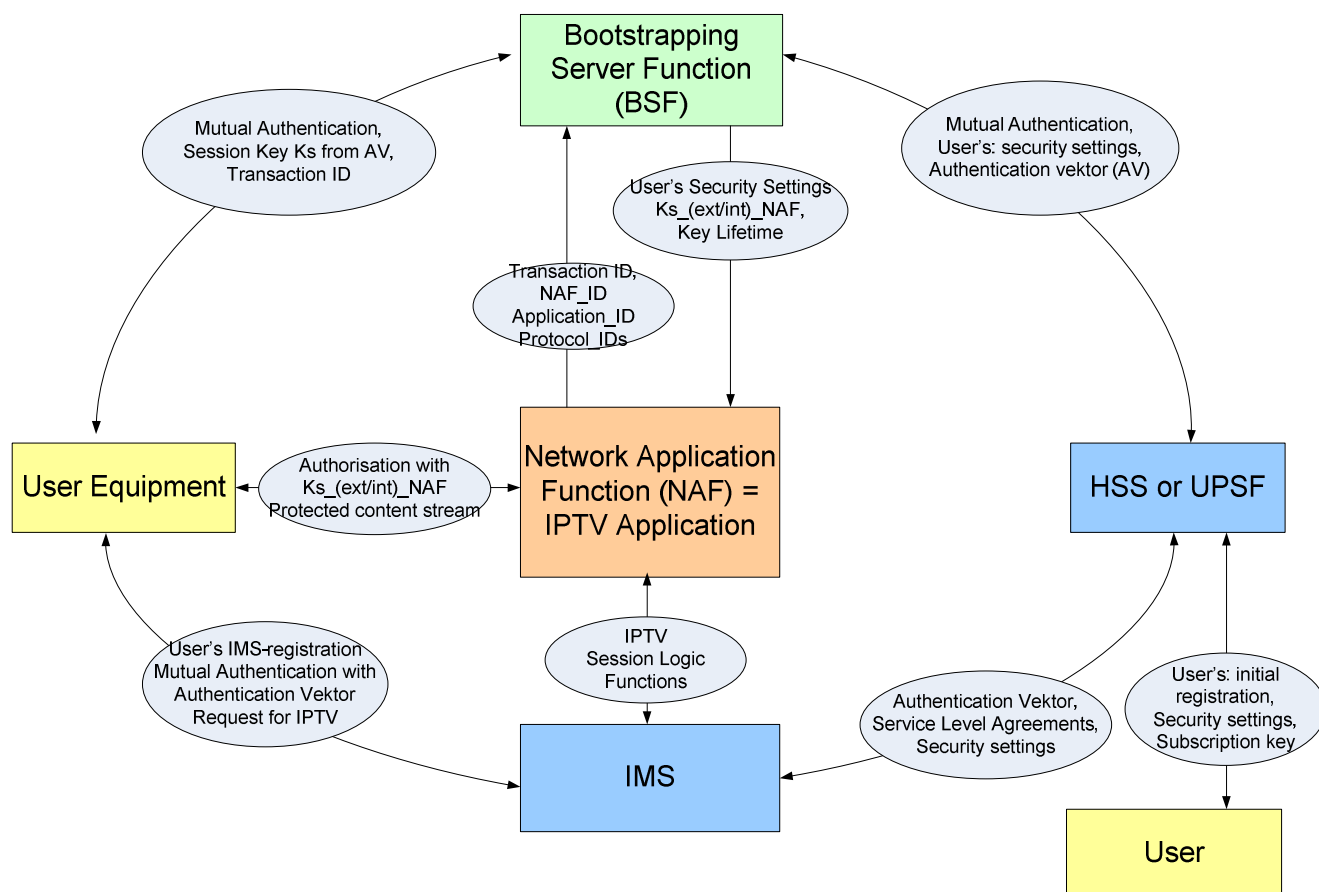 Bootstrapping
Server Function
(BSF)
Mutual Authentication,
Session Key Ks from AV,
Transaction ID
Mutual Authentication,
User's: security settings,
Authentication vektor (AV)
User's Security Settings
Ks_(ext/int)_NAF,
Key Lifetime
Transaction ID,
NAF_ID
Application_ID
Protocol_IDs
User Equipment
Authorisation with
Ks_(ext/int)_NAF
Protected content stream
Network Application
Function (NAF) =
IPTV Application
HSS or UPSF
User's IMS-registration
Mutual Authentication with
Authentication Vektor
Request for IPTV
IPTV
Session Logic
Functions
Authentication Vektor,
Service Level Agreements,
Security settings
User's: initial
registration,
Security settings,
Subscription key
IMS
User